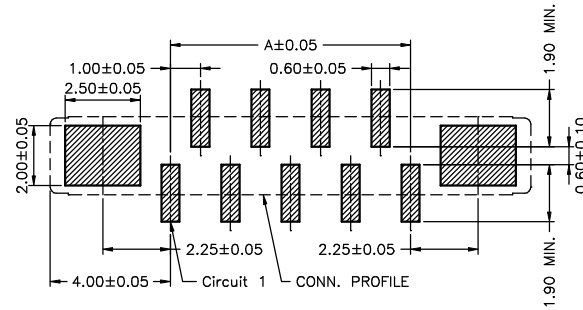 A±0.05
1.00±0.05
0.60±0.05
2.50±0.05
1.90 MIN.
2.00±0.05
0.60±0.10
2.25±0.05
2.25±0.05
4.00±0.05
Circuit 1
CONN. PROFILE
1.90 MIN.